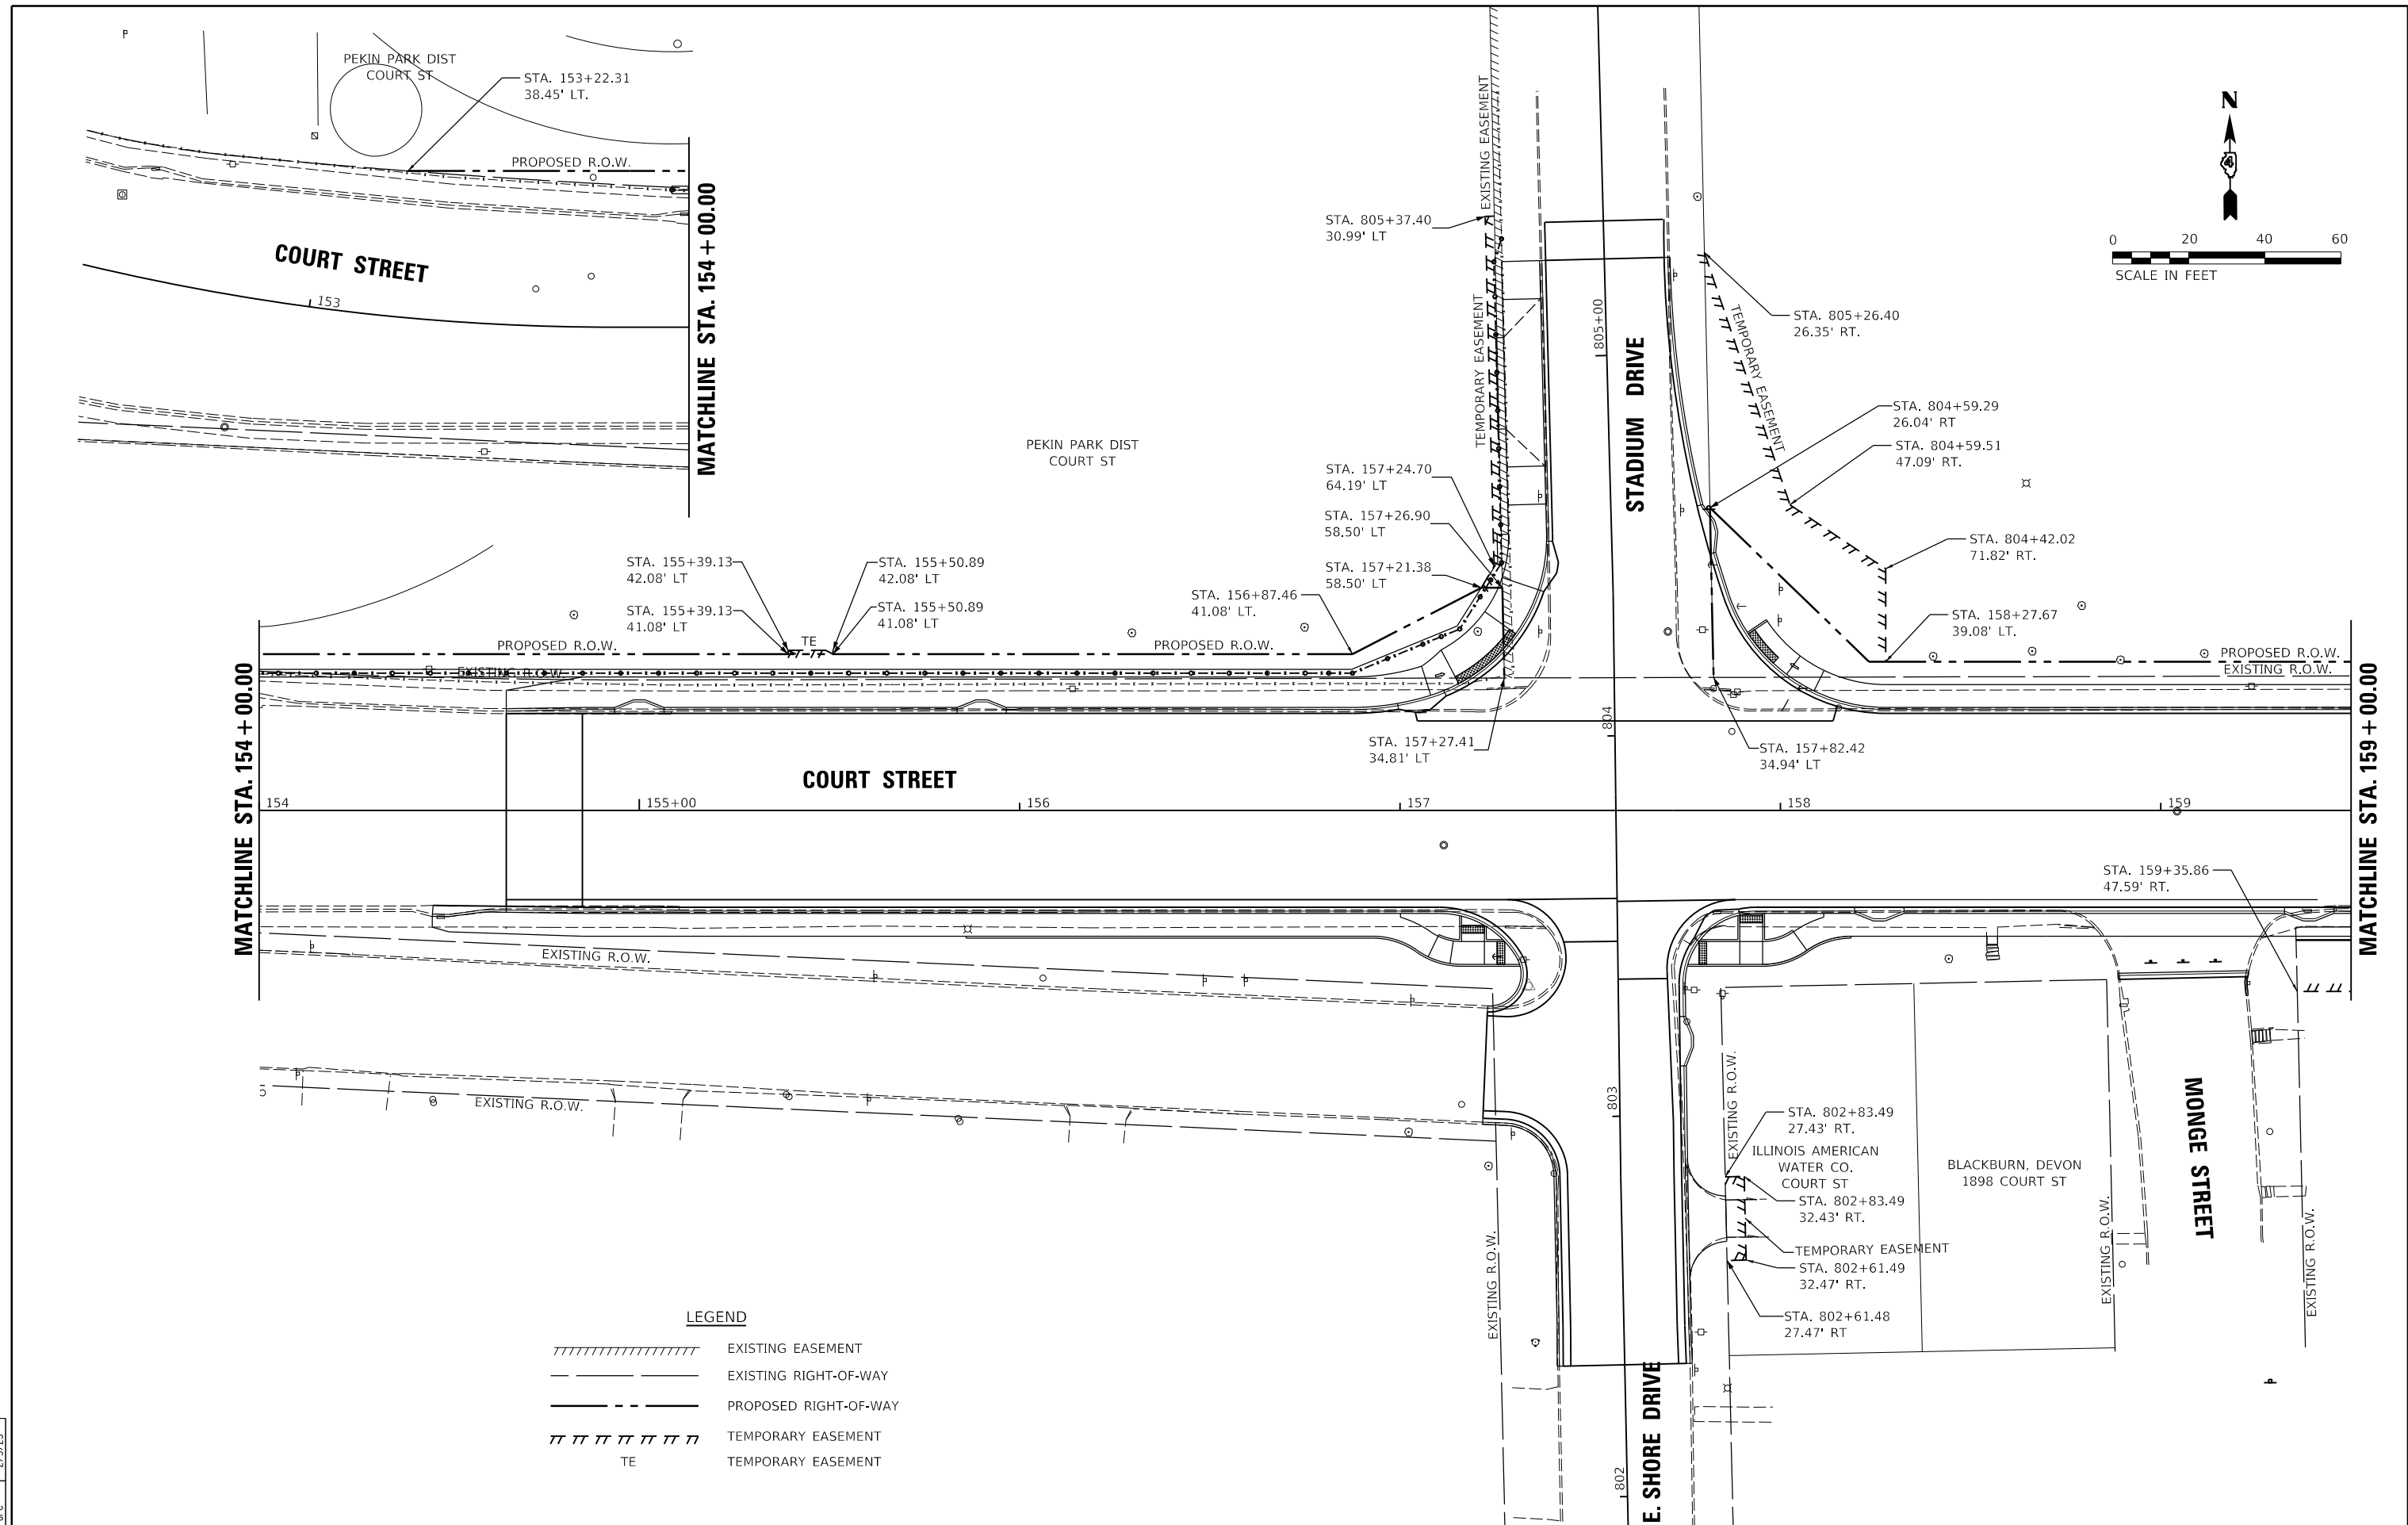 PEKIN PARK DIST
COURT ST
STA. 153+22.31
38.45' LT.
PROPOSED R.O.W.
COURT STREET
153
MATCHLINE STA. 154+00.00
N
4
0 20 40 60
SCALE IN FEET
EXISTING EASEMENT
STA. 805+37.40
30.99' LT
TEMPORARY EASEMENT
805+00
STADIUM DRIVE
STA. 805+26.40
26.35' RT.
TEMPORARY EASEMENT
STA. 804+59.29
26.04' RT
STA. 804+59.51
47.09' RT.
STA. 804+42.02
71.82' RT.
STA. 158+27.67
39.08' LT.
PROPOSED R.O.W.
EXISTING R.O.W.
PEKIN PARK DIST
COURT ST
STA. 157+24.70
64.19' LT
STA. 157+26.90
58.50' LT
STA. 157+21.38
58.50' LT
STA. 156+87.46
41.08' LT.
STA. 155+39.13
42.08' LT
STA. 155+50.89
42.08' LT
STA. 155+39.13
41.08' LT
STA. 155+50.89
41.08' LT
TE
PROPOSED R.O.W.
PROPOSED R.O.W.
EXISTING R.O.W.
STA. 157+27.41
34.81' LT
804
STA. 157+82.42
34.94' LT
MATCHLINE STA. 154+00.00
COURT STREET
154
155+00
156
157
158
159
MATCHLINE STA. 159+00.00
STA. 159+35.86
47.59' RT.
EXISTING R.O.W.
EXISTING R.O.W.
803
EXISTING R.O.W.
STA. 802+83.49
27.43' RT.
ILLINOIS AMERICAN
WATER CO.
COURT ST
STA. 802+83.49
32.43' RT.
TEMPORARY EASEMENT
STA. 802+61.49
32.47' RT.
STA. 802+61.48
27.47' RT
BLACKBURN, DEVON
1898 COURT ST
MONGE STREET
EXISTING R.O.W.
EXISTING R.O.W.
EXISTING R.O.W.
802
E. SHORE DRIVE
LEGEND
EXISTING EASEMENT
EXISTING RIGHT-OF-WAY
PROPOSED RIGHT-OF-WAY
TEMPORARY EASEMENT
TE TEMPORARY EASEMENT